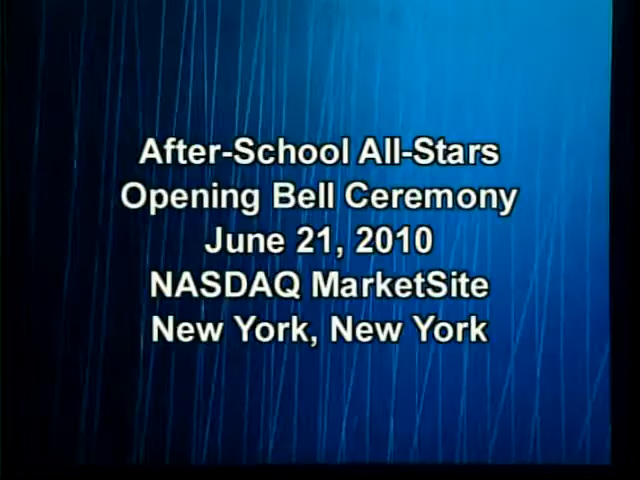 After-School All-Stars
Opening Bell Ceremony
June 21, 2010
NASDAQ MarketSite
New York, New York